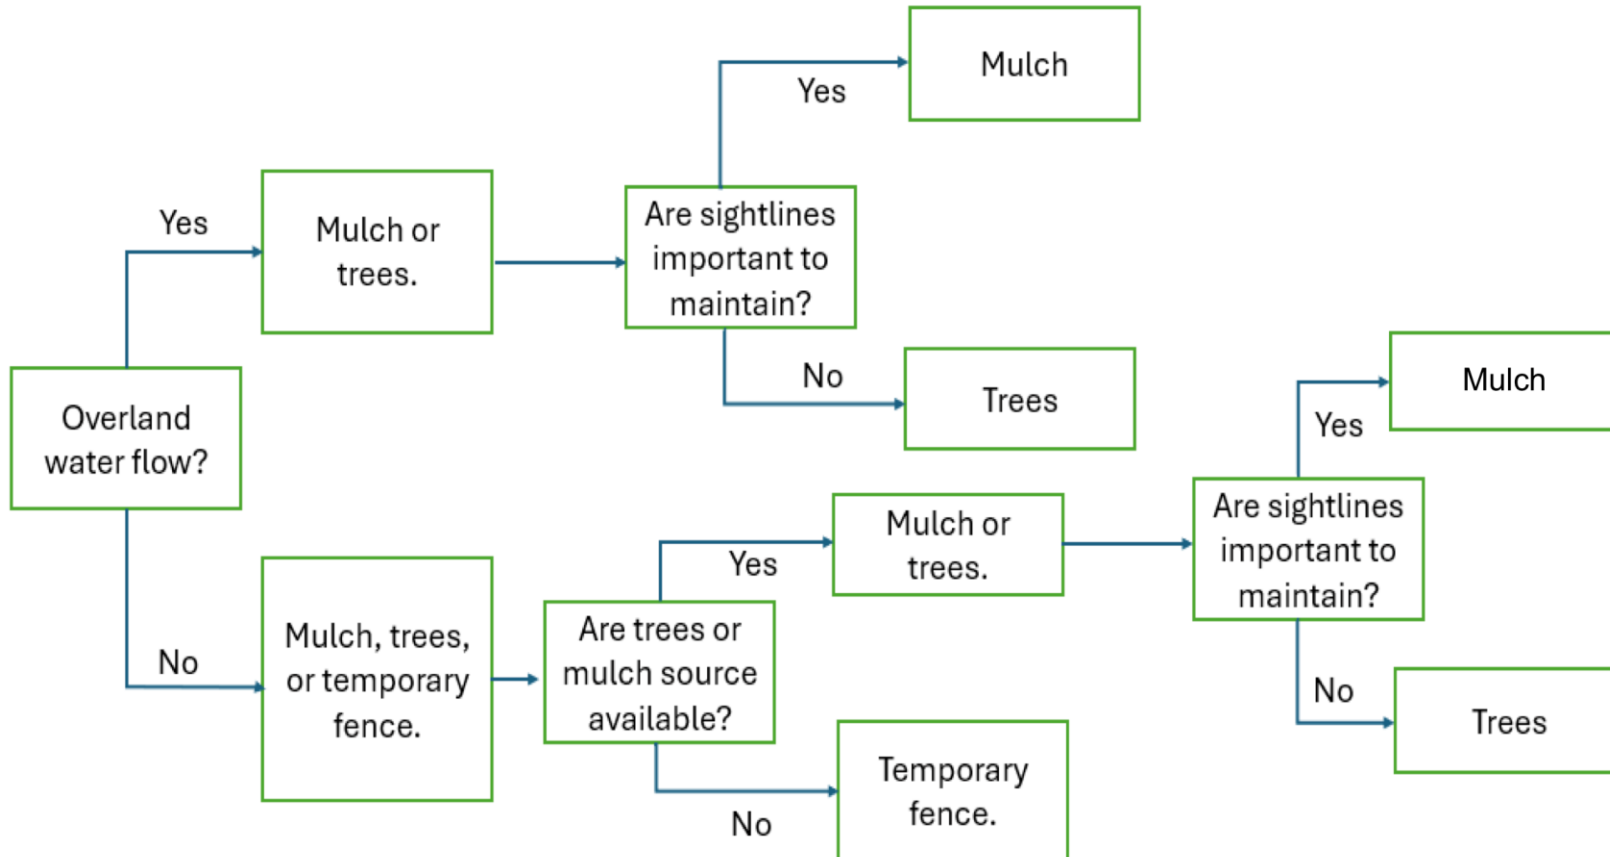 Overland
water flow?
Yes
Mulch or
trees.
Are sightlines
important to
maintain?
Yes
Mulch
No
Trees
No
Mulch, trees,
or temporary
fence.
Are trees or
mulch source
available?
Yes
Mulch or
trees.
Are sightlines
important to
maintain?
Yes
Mulch
No
Trees
No
Temporary
fence.